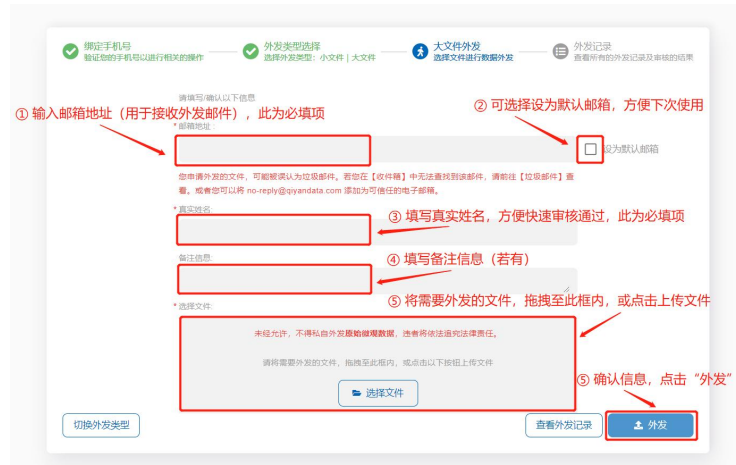 绑定手机号
验证您的手机号以进行相关的操作
外发类型选择
选择外发类型：小文件 | 大文件
大文件外发
选择文件进行数据外发
外发记录
查看所有的外发记录及审核的结果
请填写/确认以下信息
① 输入邮箱地址（用于接收外发邮件），此为必填项
② 可选择设为默认邮箱，方便下次使用
* 邮箱地址:
设为默认邮箱
您申请外发的文件，可能被误认为垃圾邮件。若您在【收件箱】中无法查找到该邮件，请前往【垃圾邮件】查
看。或者您可以将 no-reply@qiyandata.com 添加为可信任的电子邮箱。
* 真实姓名:
③ 填写真实姓名，方便快速审核通过，此为必填项
备注信息:
④ 填写备注信息（若有）
⑤ 将需要外发的文件，拖拽至此框内，或点击上传文件
* 选择文件:
未经允许，不得私自外发原始微观数据，违者将依法追究法律责任。
请将需要外发的文件，拖拽至此框内，或点击以下按钮上传文件
⑤ 确认信息，点击“外发”
选择文件
切换外发类型
查看外发记录
外发